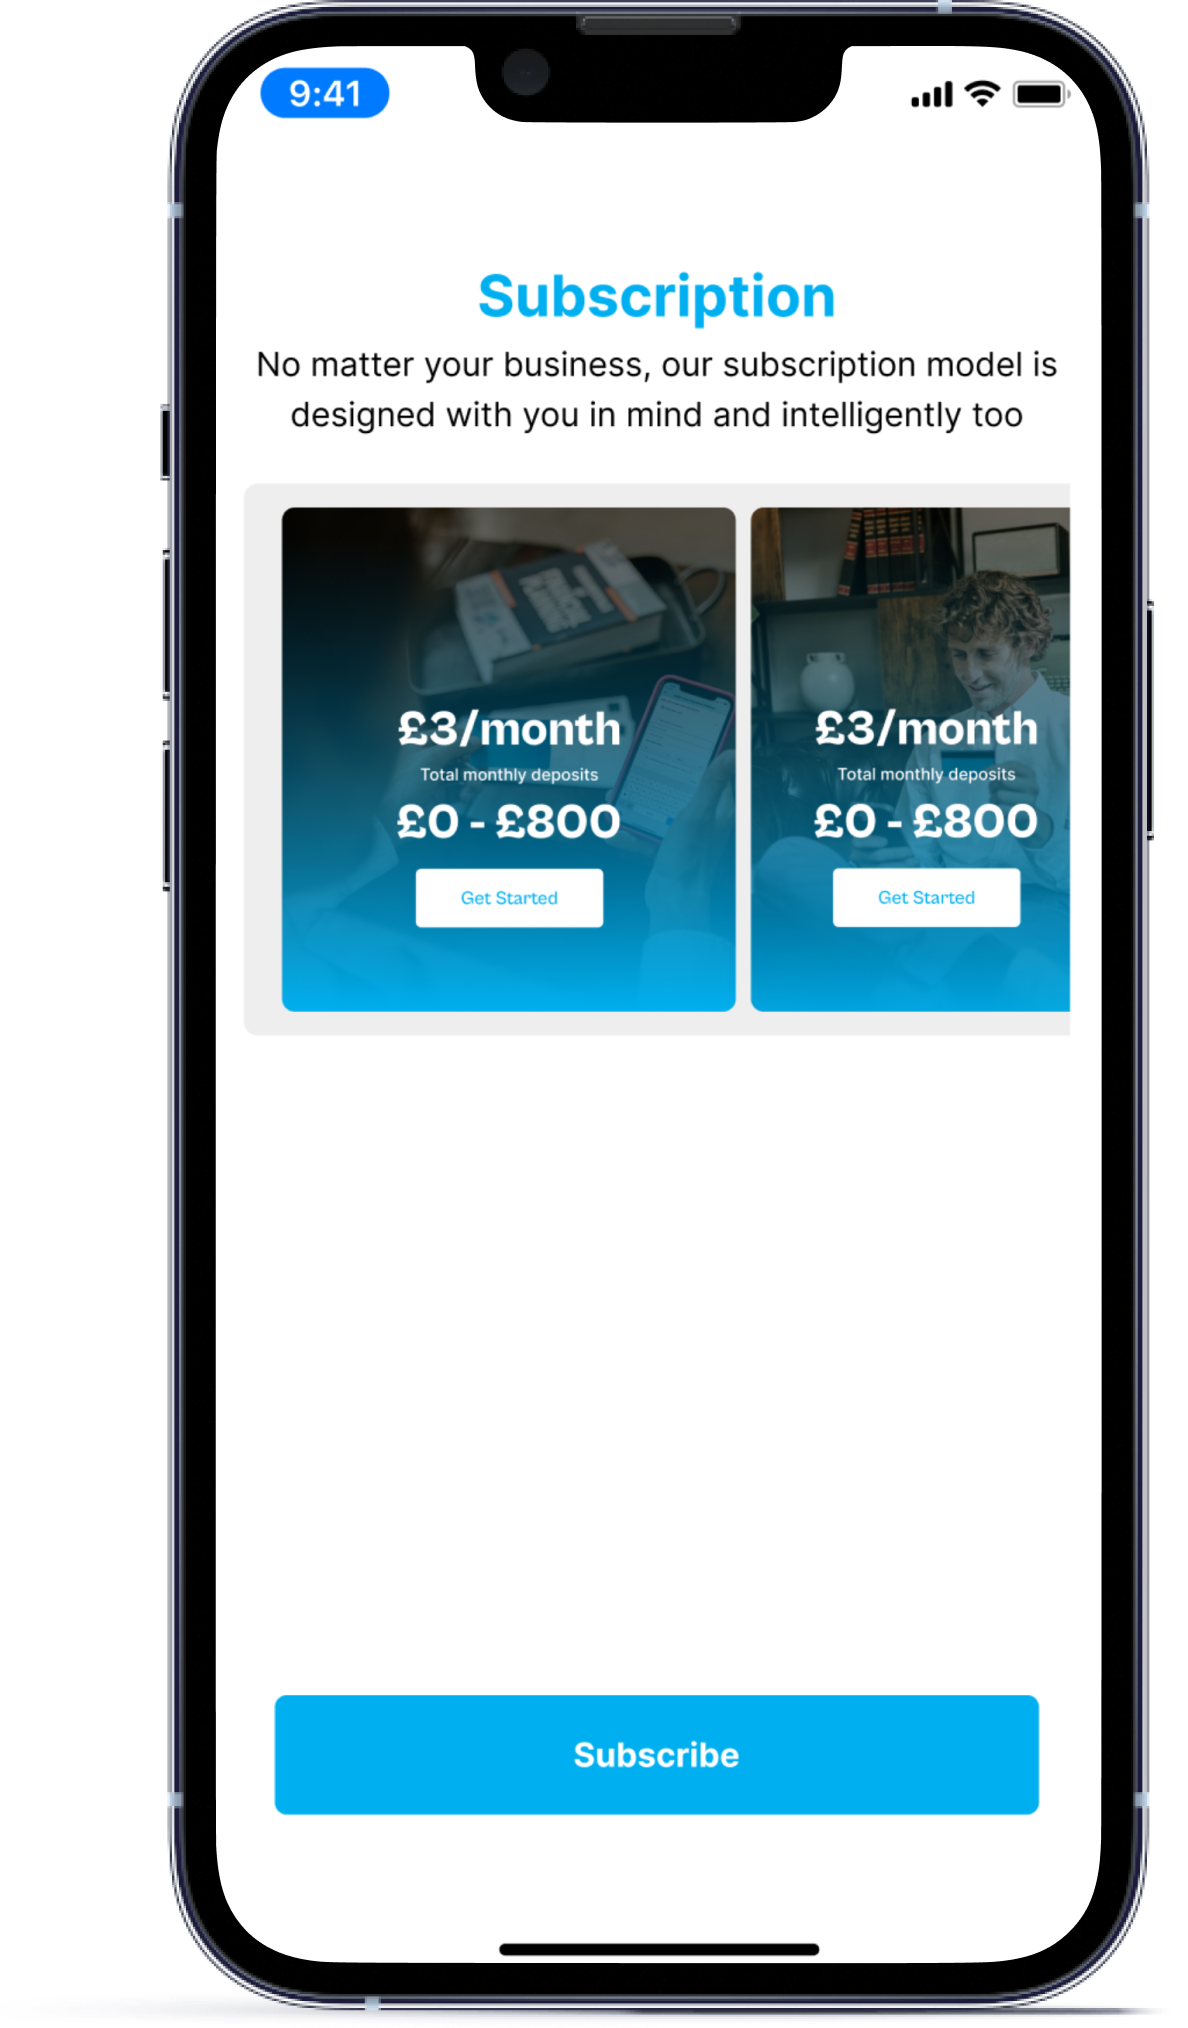 9:41
Subscription
No matter your business, our subscription model is
designed with you in mind and intelligently too
£3/month
Total monthly deposits
£0 - £800
Get Started
£3/month
Total monthly deposits
£0 - £800
Get Started
Subscribe